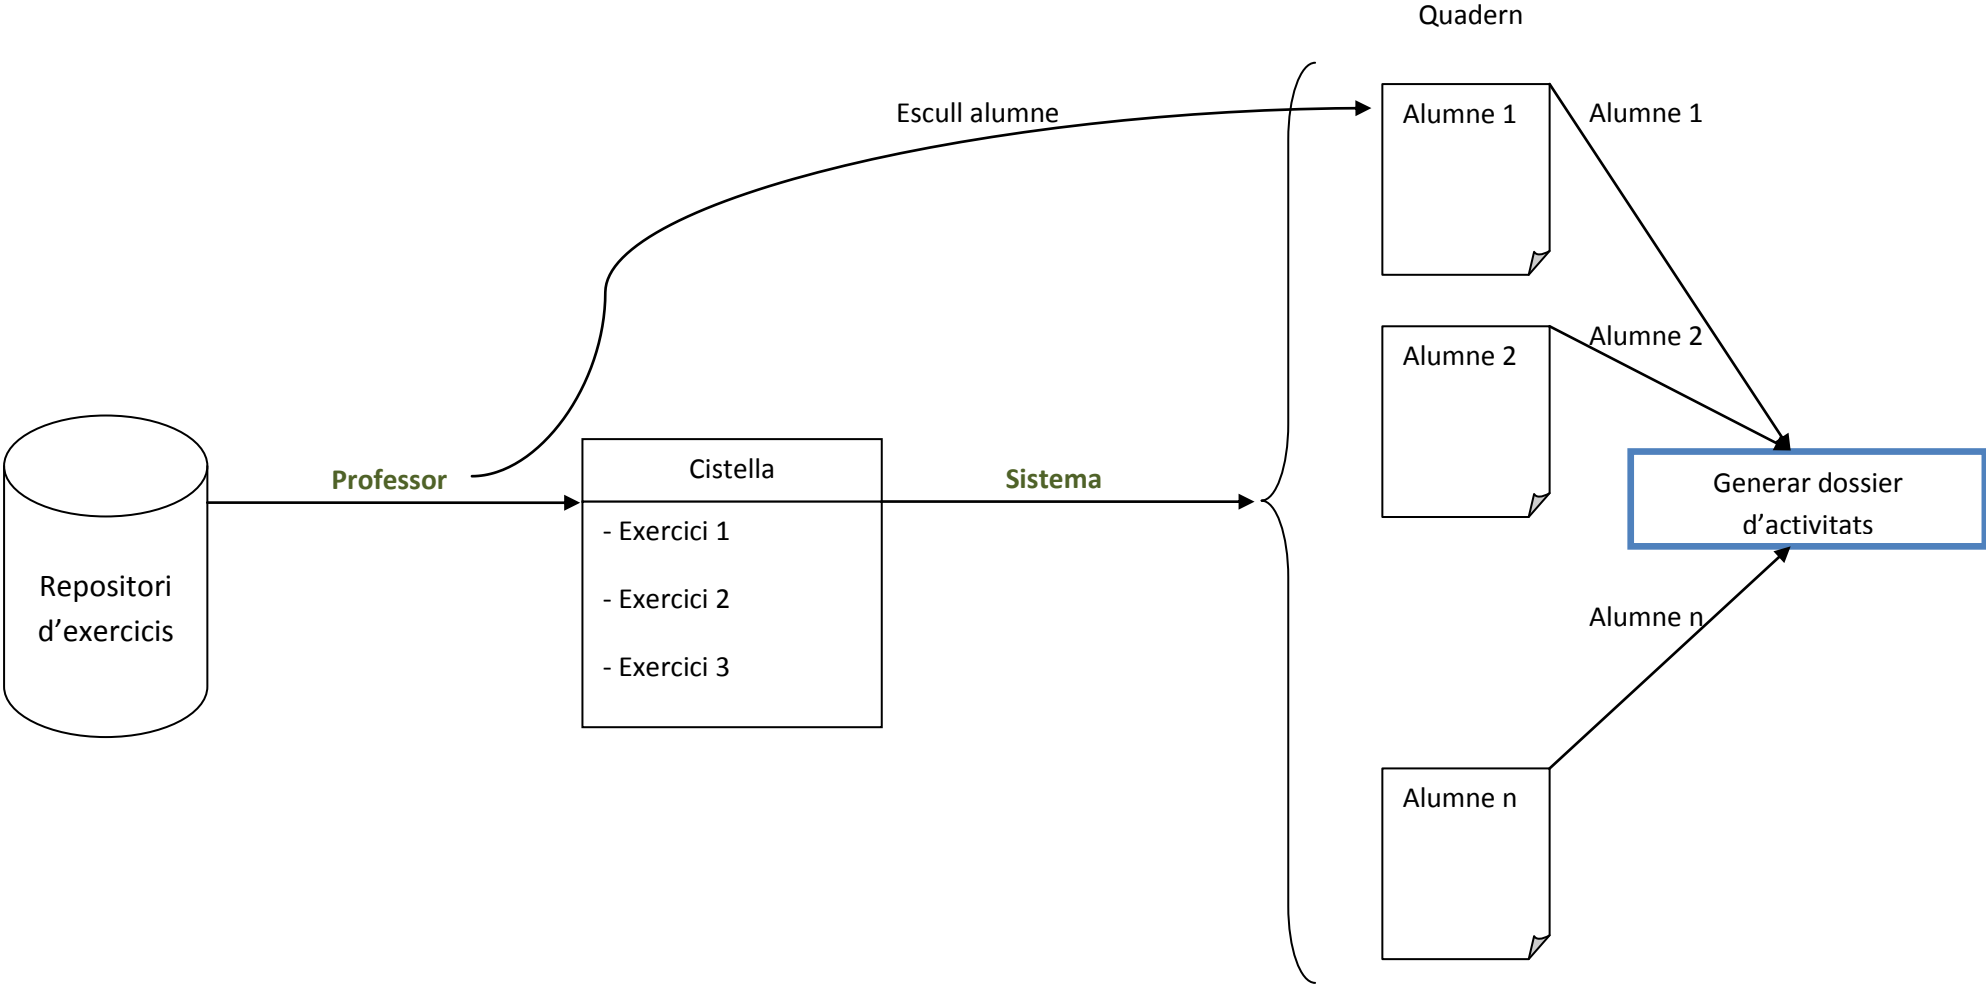 Quadern
Escull alumne
Alumne 1
Alumne 1
Alumne 2
Alumne 2
Professor
Cistella
Sistema
Generar dossier
d’activitats
- Exercici 1
- Exercici 2
- Exercici 3
Repositori
d’exercicis
Alumne n
Alumne n